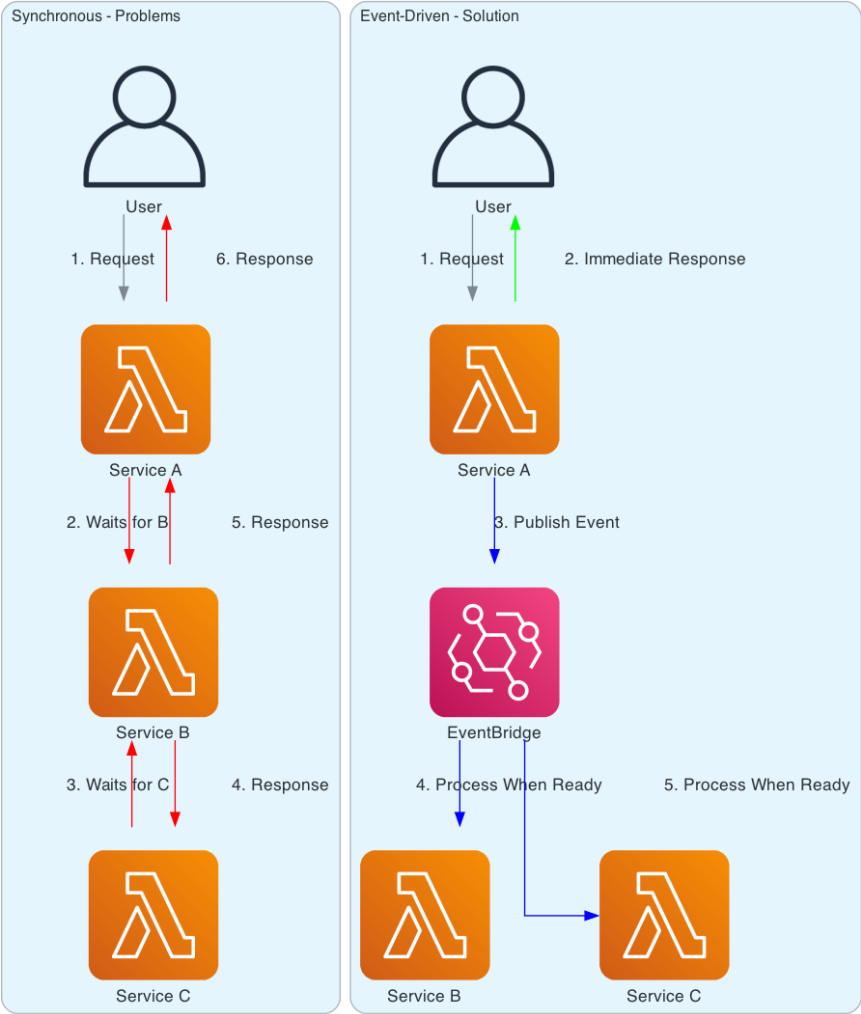 Synchronous - Problems
User
1. Request
6. Response
Service A
2. Waits for B
5. Response
Service B
3. Waits for C
4. Response
Service C
Event-Driven - Solution
User
1. Request
2. Immediate Response
Service A
3. Publish Event
EventBridge
4. Process When Ready
5. Process When Ready
Service B
Service C